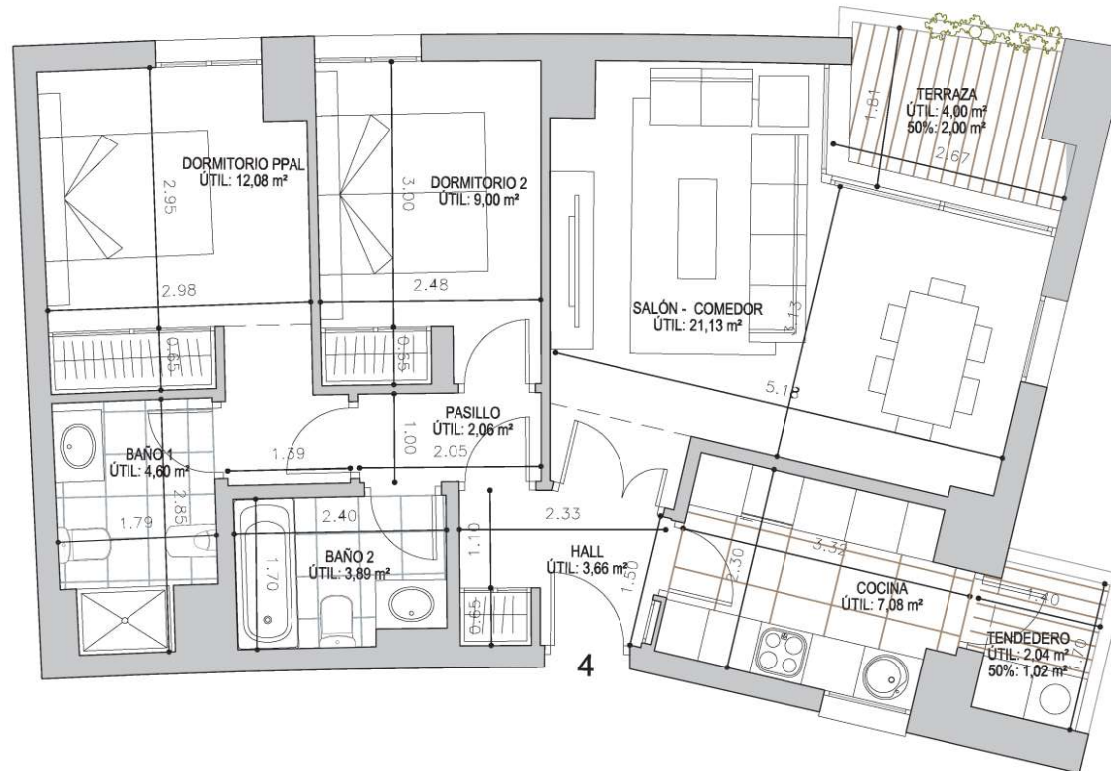 TERRAZA
ÚTIL: 4,00 m²
50%: 2,00 m²
1.81
2.67
DORMITORIO PPAL
ÚTIL: 12,08 m²
2.95
2.98
0.65
DORMITORIO 2
ÚTIL: 9,00 m²
3.00
2.48
0.65
SALÓN - COMEDOR
ÚTIL: 21,13 m²
3.13
5.18
PASILLO
ÚTIL: 2,06 m²
1.00
2.05
BAÑO 1
ÚTIL: 4,60 m²
1.39
1.79
2.85
2.40
BAÑO 2
ÚTIL: 3,89 m²
1.70
2.33
1.10
HALL
ÚTIL: 3,66 m²
1.50
0.65
2.30
3.32
COCINA
ÚTIL: 7,08 m²
1.40
TENDEDERO
ÚTIL: 2,04 m²
50%: 1,02 m²
4